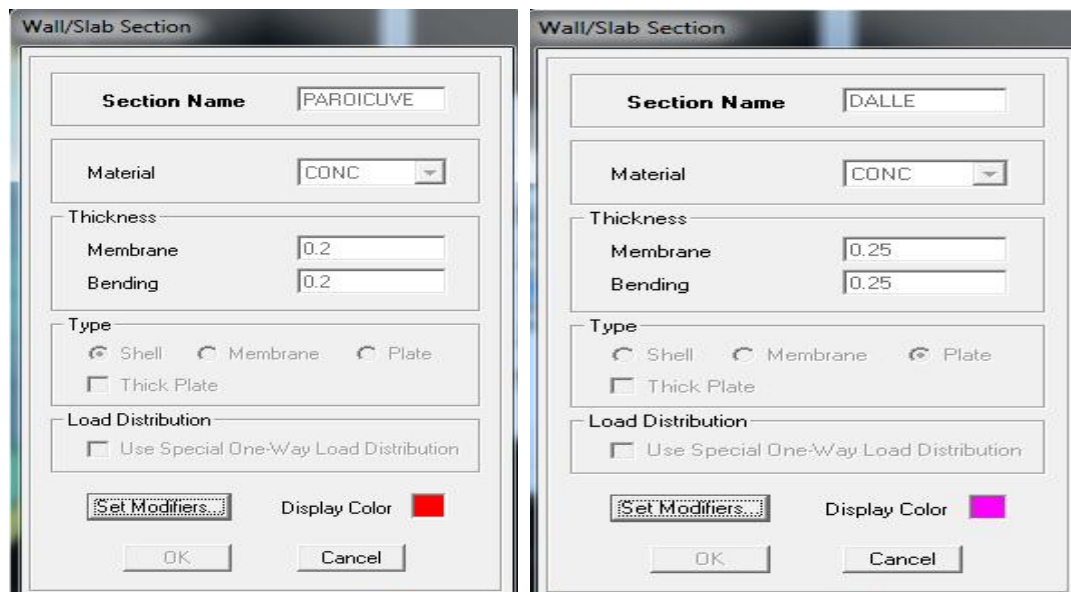 Wall/Slab Section
Section Name PAROICUVE
Material CONC
Thickness
Membrane 0.2
Bending 0.2
Type
Shell Membrane Plate
Thick Plate
Load Distribution
Use Special One-Way Load Distribution
Set Modifiers... Display Color
OK Cancel
Wall/Slab Section
Section Name DALLE
Material CONC
Thickness
Membrane 0.25
Bending 0.25
Type
Shell Membrane Plate
Thick Plate
Load Distribution
Use Special One-Way Load Distribution
Set Modifiers... Display Color
OK Cancel